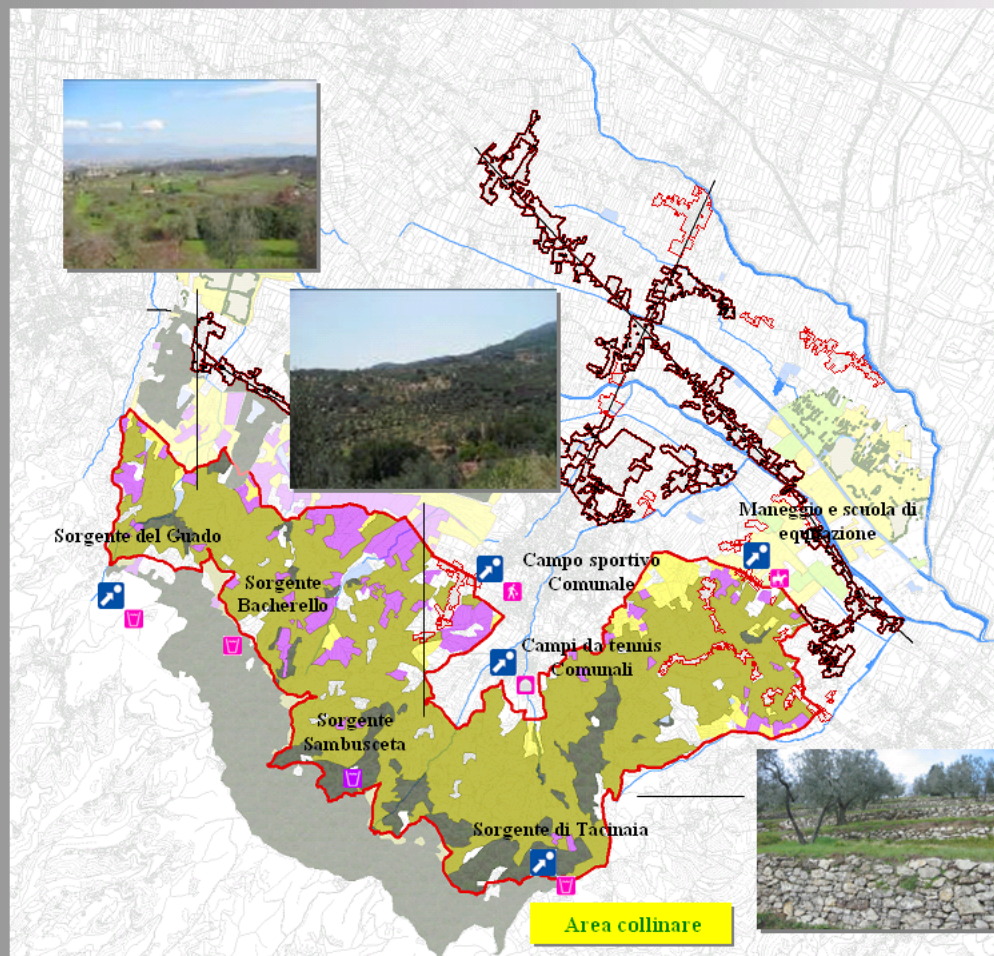 Maneggio e scuola di
equitazione
Sorgente del Guado
Campo sportivo
Comunale
Sorgente
Bacherello
Campi da tennis
Comunali
Sorgente
Sambusceta
Sorgente di Tacinaia
Area collinare